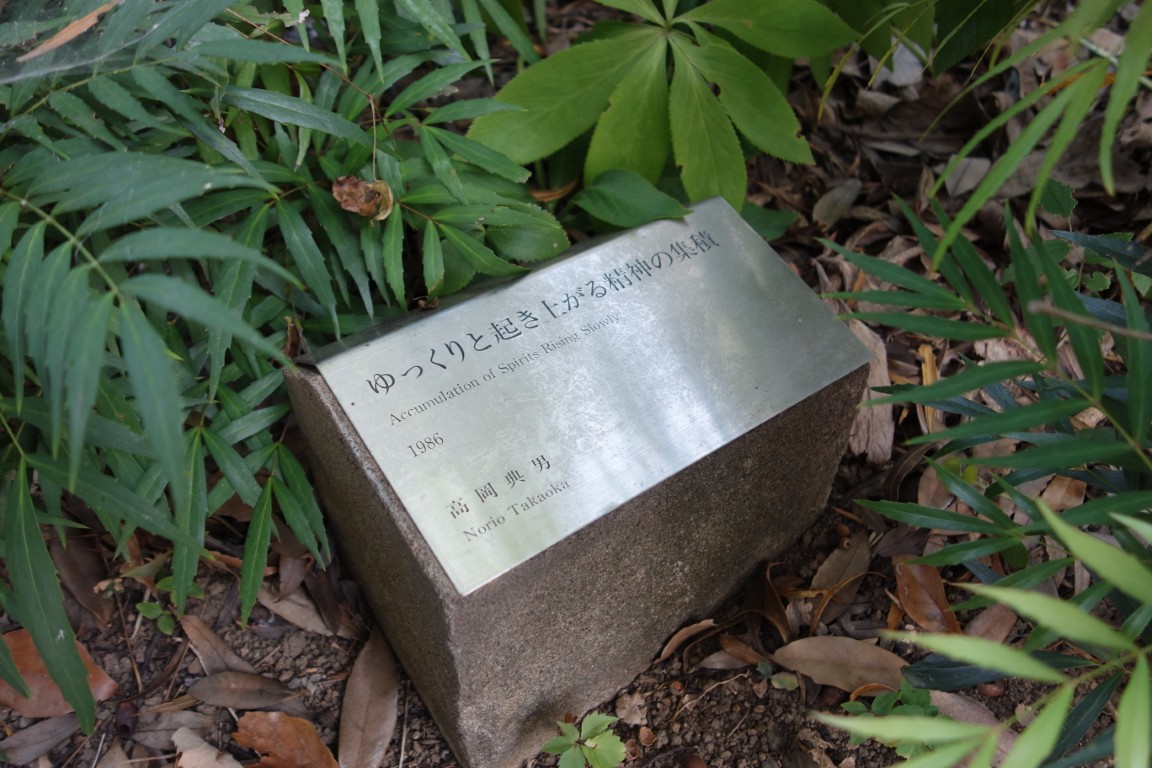 ゆっくりと起き上がる精神の集積
Accumulation of Spirits Rising Slowly
1986
高岡典男
Norio Takaoka